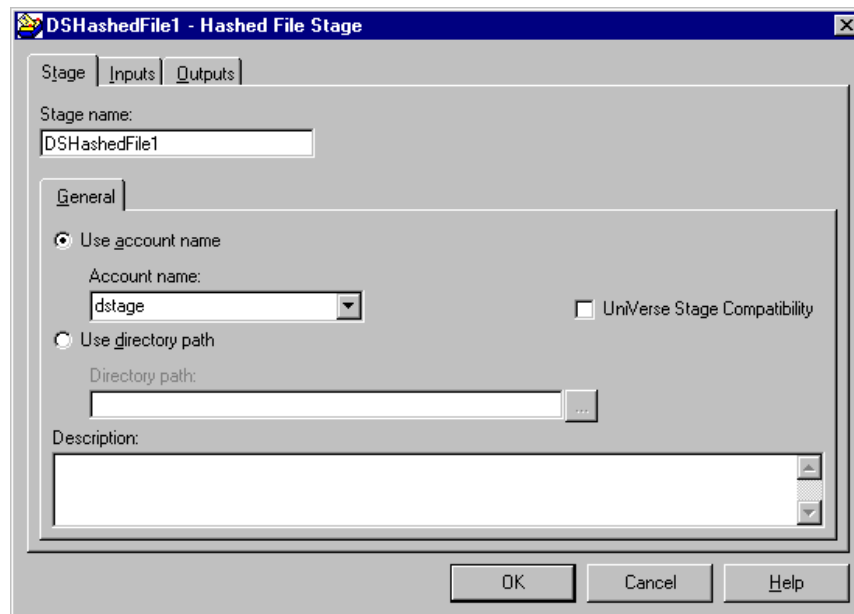 DSHashedFile1 - Hashed File Stage
Stage Inputs Outputs
Stage name:
DSHashedFile1
General
Use account name
Account name:
dstage
UniVerse Stage Compatibility
Use directory path
Directory path:
...
Description:
OK Cancel Help